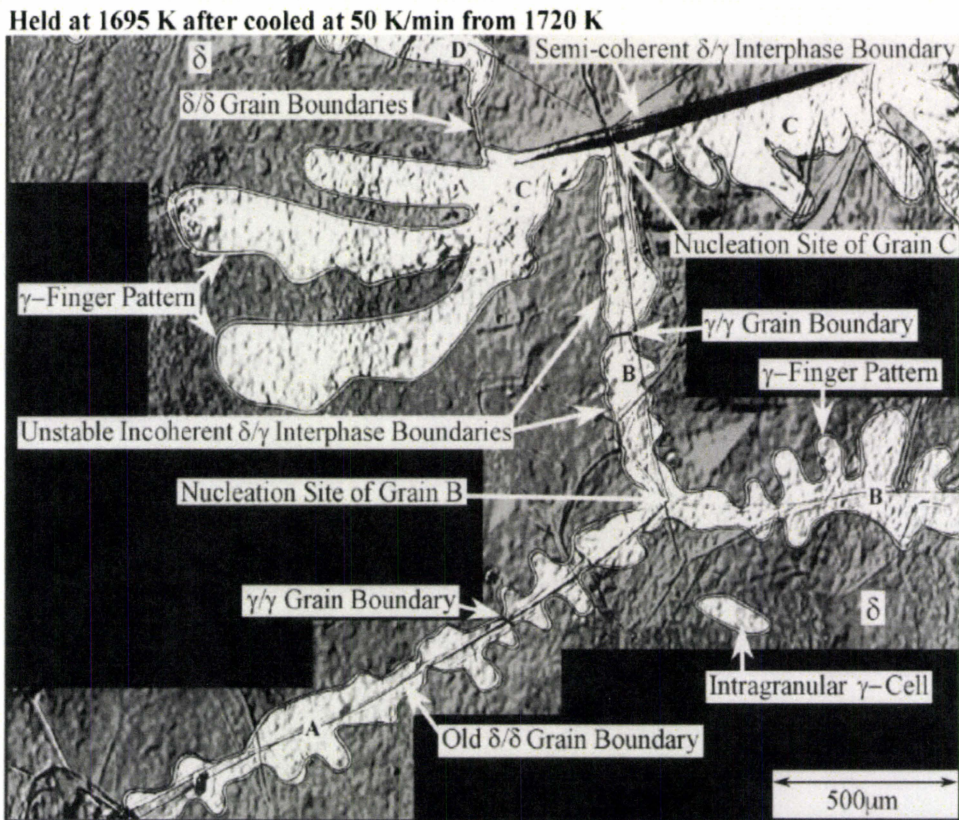 Held at 1695 K after cooled at 50 K/min from 1720 K
δ
D
Semi-coherent δ/γ Interphase Boundary
δ/δ Grain Boundaries
C
C
Nucleation Site of Grain C
γ−Finger Pattern
γ/γ Grain Boundary
B
γ−Finger Pattern
Unstable Incoherent δ/γ Interphase Boundaries
Nucleation Site of Grain B
B
γ/γ Grain Boundary
δ
Intragranular γ−Cell
A
Old δ/δ Grain Boundary
500μm